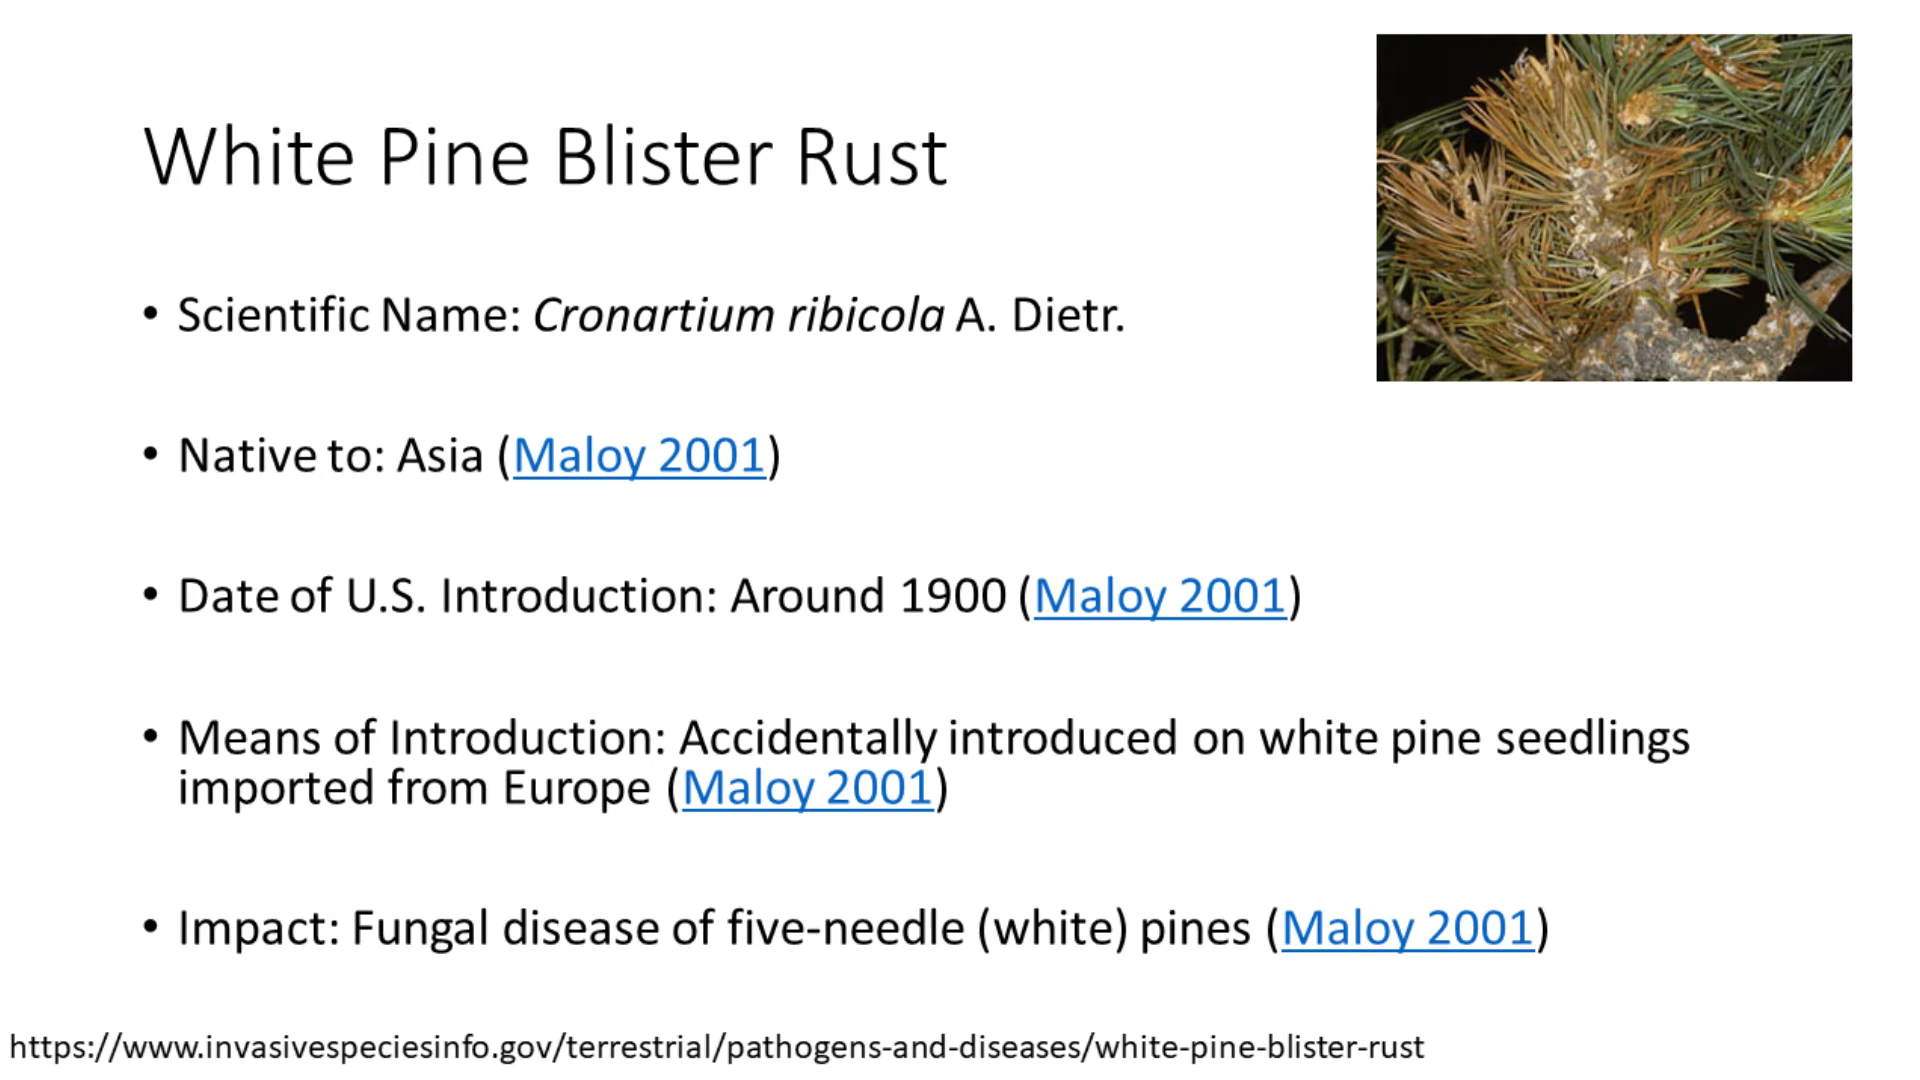 White Pine Blister Rust
• Scientific Name: Cronartium ribicola A. Dietr.
• Native to: Asia (Maloy 2001)
• Date of U.S. Introduction: Around 1900 (Maloy 2001)
• Means of Introduction: Accidentally introduced on white pine seedlings
imported from Europe (Maloy 2001)
• Impact: Fungal disease of five-needle (white) pines (Maloy 2001)
https://www.invasivespeciesinfo.gov/terrestrial/pathogens-and-diseases/white-pine-blister-rust